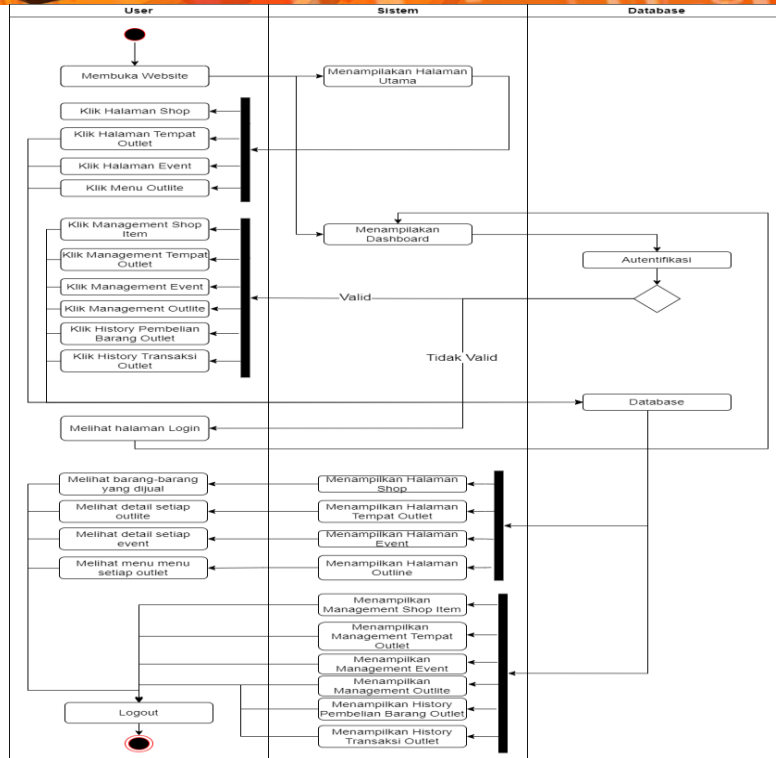 User
Sistem
Database
Membuka Website
Menampilakan Halaman
Utama
Klik Halaman Shop
Klik Halaman Tempat
Outlet
Klik Halaman Event
Klik Menu Outlite
Klik Management Shop
Item
Menampilakan
Dashboard
Klik Management Tempat
Outlet
Autentifikasi
Klik Management Event
Valid
Klik Management Outlite
Klik History Pembelian
Barang Outlet
Klik History Transaksi
Outlet
Tidak Valid
Database
Melihat halaman Login
Melihat barang-barang
yang dijual
Menampilkan Halaman
Shop
Melihat detail setiap
outlite
Menampilkan Halaman
Tempat Outlet
Melihat detail setiap
event
Menampilkan Halaman
Event
Melihat menu menu
setiap outlet
Menampilkan Halaman
Outline
Menampilkan
Management Shop Item
Menampilkan
Management Tempat
Outlet
Menampilkan
Management Event
Menampilkan
Management Outlite
Menampilkan History
Pembelian Barang Outlet
Menampilkan History
Transaksi Outlet
Logout